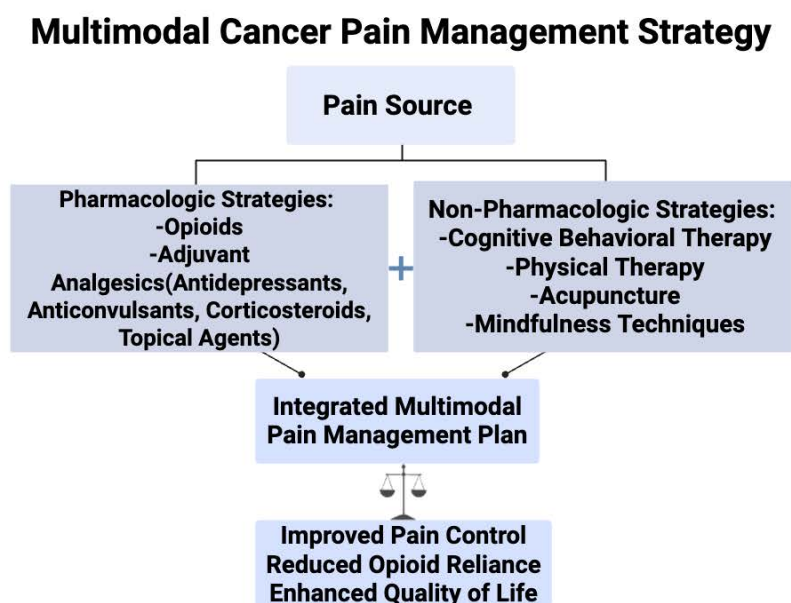 Multimodal Cancer Pain Management Strategy
Pain Source
Pharmacologic Strategies:
-Opioids
-Adjuvant
Analgesics(Antidepressants,
Anticonvulsants, Corticosteroids,
Topical Agents)
+
Non-Pharmacologic Strategies:
-Cognitive Behavioral Therapy
-Physical Therapy
-Acupuncture
-Mindfulness Techniques
Integrated Multimodal
Pain Management Plan
Improved Pain Control
Reduced Opioid Reliance
Enhanced Quality of Life